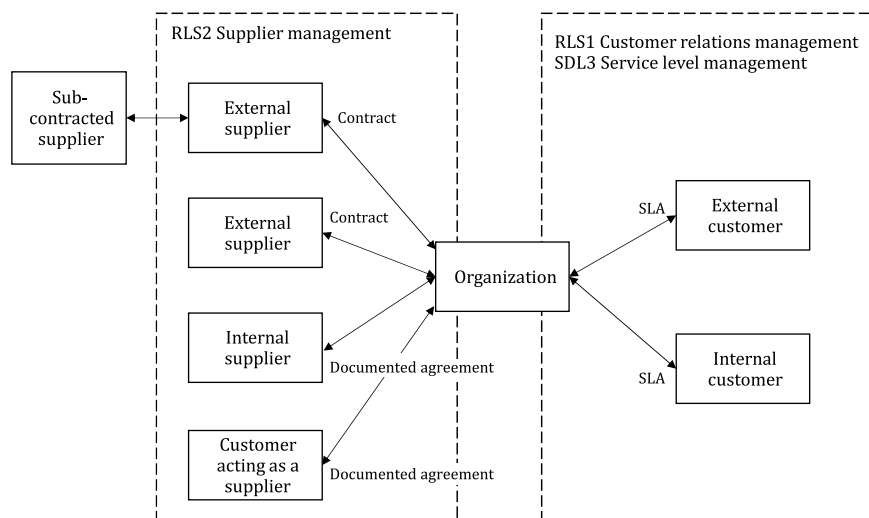 RLS2 Supplier management
RLS1 Customer relations management
SDL3 Service level management
Sub-
contracted
supplier
External
supplier
Contract
External
supplier
Contract
Organization
SLA
External
customer
Internal
supplier
Documented agreement
SLA
Internal
customer
Customer
acting as a
supplier
Documented agreement